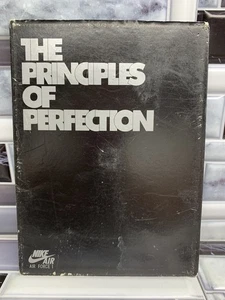 THE
PRINCIPLES
OF
PERFECTION
NIKE
AIR
AIR FORCE 1